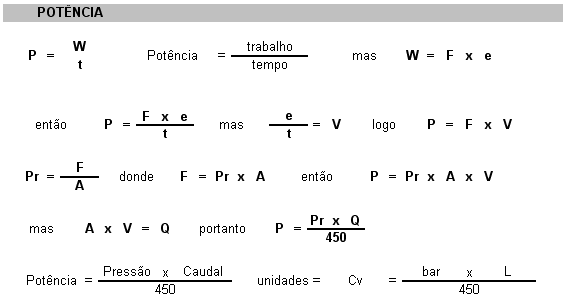 POTÊNCIA
P = W / t Potência = trabalho / tempo mas W = F x e
então P = F x e / t mas e / t = V logo P = F x V
Pr = F / A donde F = Pr x A então P = Pr x A x V
mas A x V = Q portanto P = Pr x Q / 450
Potência = Pressão x Caudal / 450 unidades = Cv = bar x L / 450